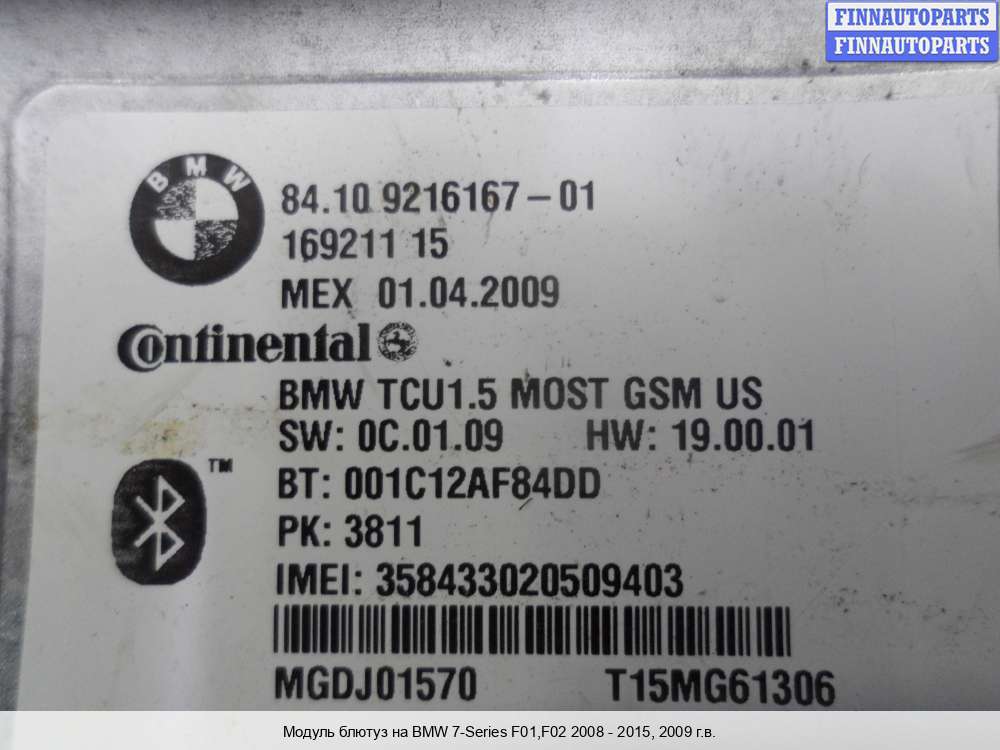 FINNAUTOPARTS
FINNAUTOPARTS
BMW
84.10 9216167-01
169211 15
MEX 01.04.2009
Continental
BMW TCU1.5 MOST GSM US
SW: 0C.01.09 HW: 19.00.01
TM
BT: 001C12AF84DD
PK: 3811
IMEI: 358433020509403
MGDJ01570 T15MG61306
Модуль блютуз на BMW 7-Series F01,F02 2008 - 2015, 2009 г.в.